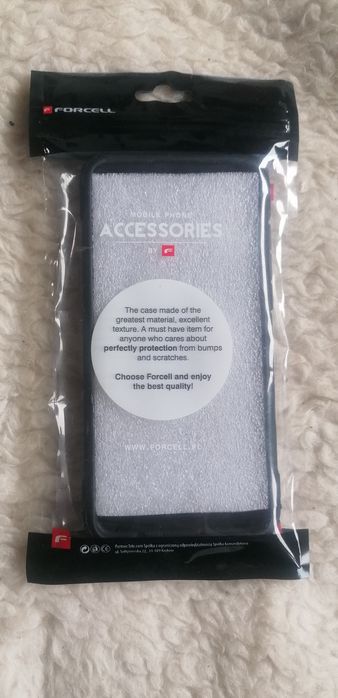 FORCELL
MOBILE PHONE
ACCESSORIES
BY
The case made of the
greatest material, excellent
texture. A must have item for
anyone who cares about
perfectly protection from bumps
and scratches.
Choose Forcell and enjoy
the best quality!
WWW.FORCELL.PL